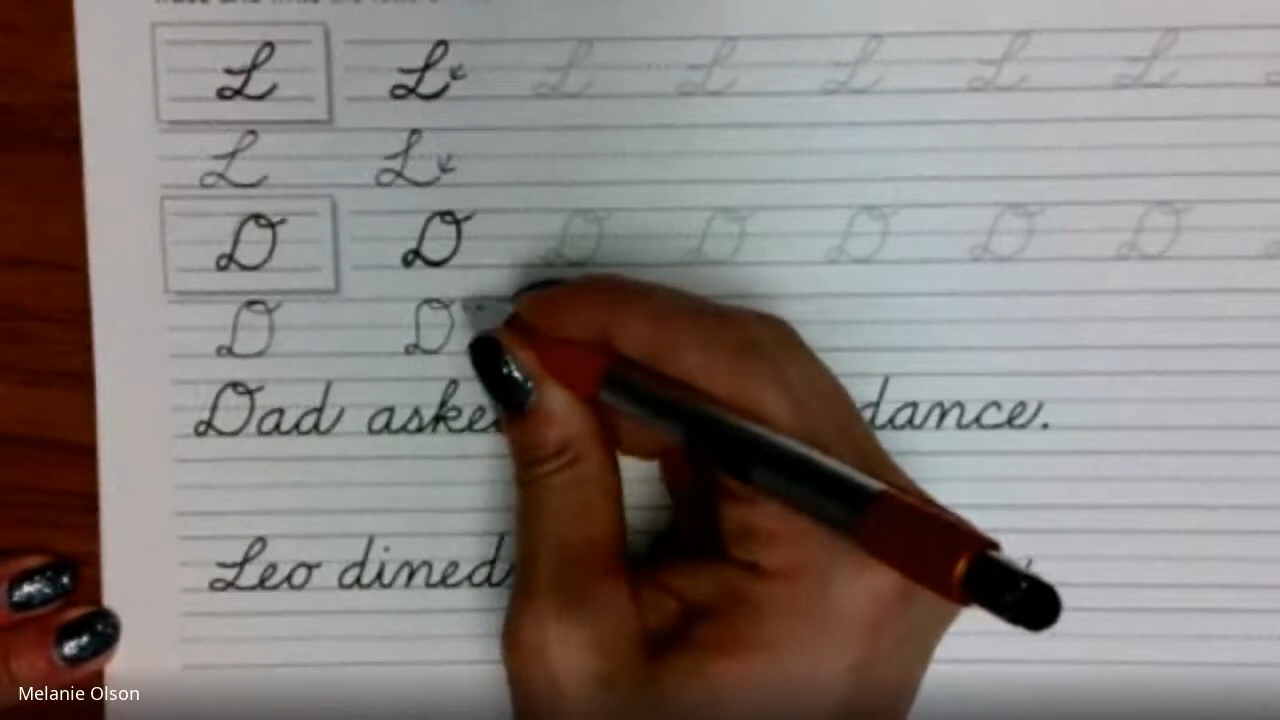 L L L L L L L
L L
D D D D D D D
D D
Dad aske dance.
Leo dined
Melanie Olson